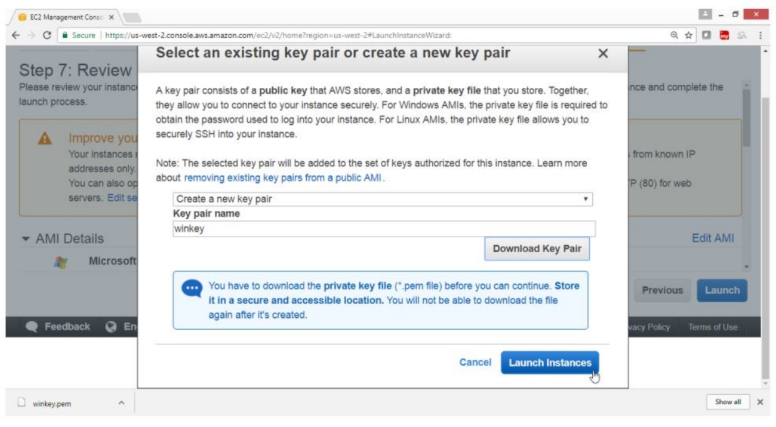 EC2 Management Consol
Secure https://us-west-2.console.aws.amazon.com/ec2/v2/home?region=us-west-2#LaunchInstanceWizard:
Step 7: Review
Please review your instance
launch process.
nce and complete the
Improve you
Your instances
addresses only.
You can also op
servers. Edit se
s from known IP
TP (80) for web
AMI Details
Edit AMI
Microsoft
Select an existing key pair or create a new key pair
A key pair consists of a public key that AWS stores, and a private key file that you store. Together,
they allow you to connect to your instance securely. For Windows AMIs, the private key file is required to
obtain the password used to log into your instance. For Linux AMIs, the private key file allows you to
securely SSH into your instance.
Note: The selected key pair will be added to the set of keys authorized for this instance. Learn more
about removing existing key pairs from a public AMI.
Create a new key pair
Key pair name
winkey
Download Key Pair
You have to download the private key file (*.pem file) before you can continue. Store
it in a secure and accessible location. You will not be able to download the file
again after it's created.
Cancel Launch Instances
Previous Launch
Feedback En
vacy Policy Terms of Use
winkey.pem
Show all